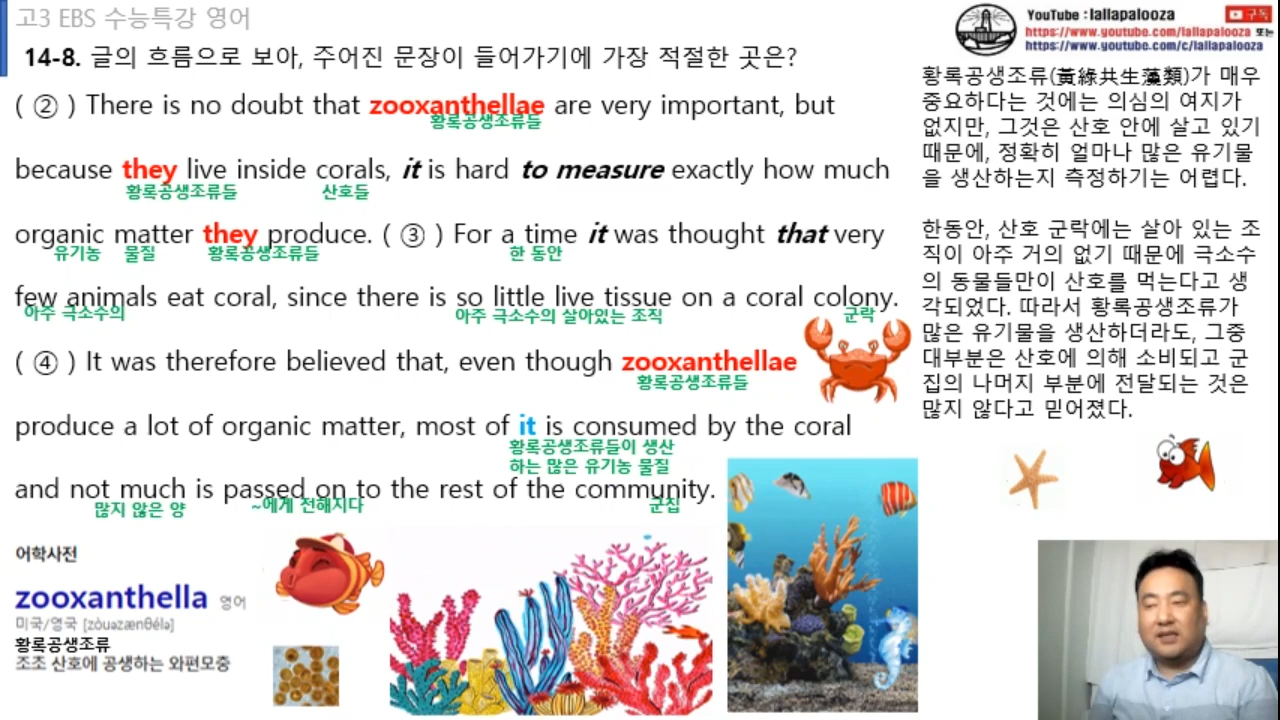 고3 EBS 수능특강 영어
YouTube : lallapalooza
구독
https://www.youtube.com/lallapalooza 또는
https://www.youtube.com/c/lallapalooza
14-8. 글의 흐름으로 보아, 주어진 문장이 들어가기에 가장 적절한 곳은?
( ② ) There is no doubt that zooxanthellae are very important, but
황록공생조류들
because they live inside corals, it is hard to measure exactly how much
황록공생조류들 산호들
organic matter they produce. ( ③ ) For a time it was thought that very
유기농 물질 황록공생조류들 한 동안
few animals eat coral, since there is so little live tissue on a coral colony.
아주 극소수의 아주 극소수의 살아있는 조직 군락
( ④ ) It was therefore believed that, even though zooxanthellae
황록공생조류들
produce a lot of organic matter, most of it is consumed by the coral
황록공생조류들이 생산
하는 많은 유기농 물질
and not much is passed on to the rest of the community.
많지 않은 양 ~에게 전해지다 군집
황록공생조류(黃綠共生藻類)가 매우
중요하다는 것에는 의심의 여지가
없지만, 그것은 산호 안에 살고 있기
때문에, 정확히 얼마나 많은 유기물
을 생산하는지 측정하기는 어렵다.
한동안, 산호 군락에는 살아 있는 조
직이 아주 거의 없기 때문에 극소수
의 동물들만이 산호를 먹는다고 생
각되었다. 따라서 황록공생조류가
많은 유기물을 생산하더라도, 그중
대부분은 산호에 의해 소비되고 군
집의 나머지 부분에 전달되는 것은
많지 않다고 믿어졌다.
어학사전
zooxanthella 영어
미국/영국 [zòuəzænθélə]
황록공생조류
조조 산호에 공생하는 와편모충